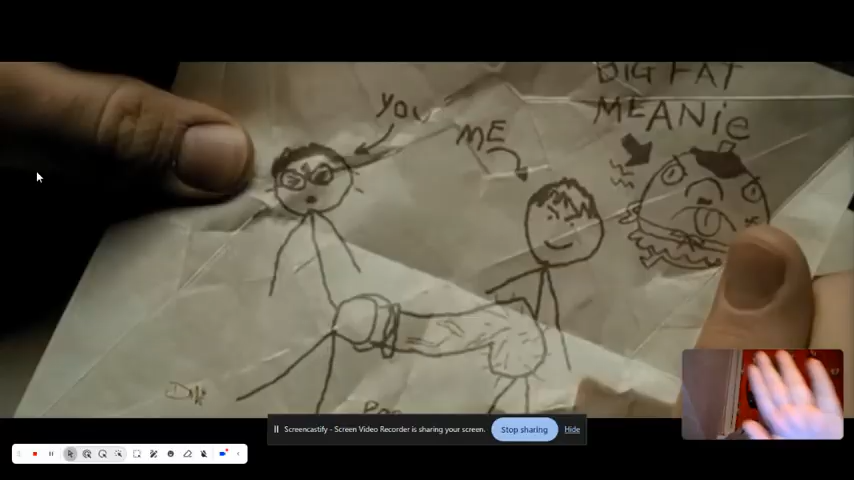 BIG FAT
YOU
ME
MEANiE
Screencastify - Screen Video Recorder is sharing your screen.
Stop sharing
Hide